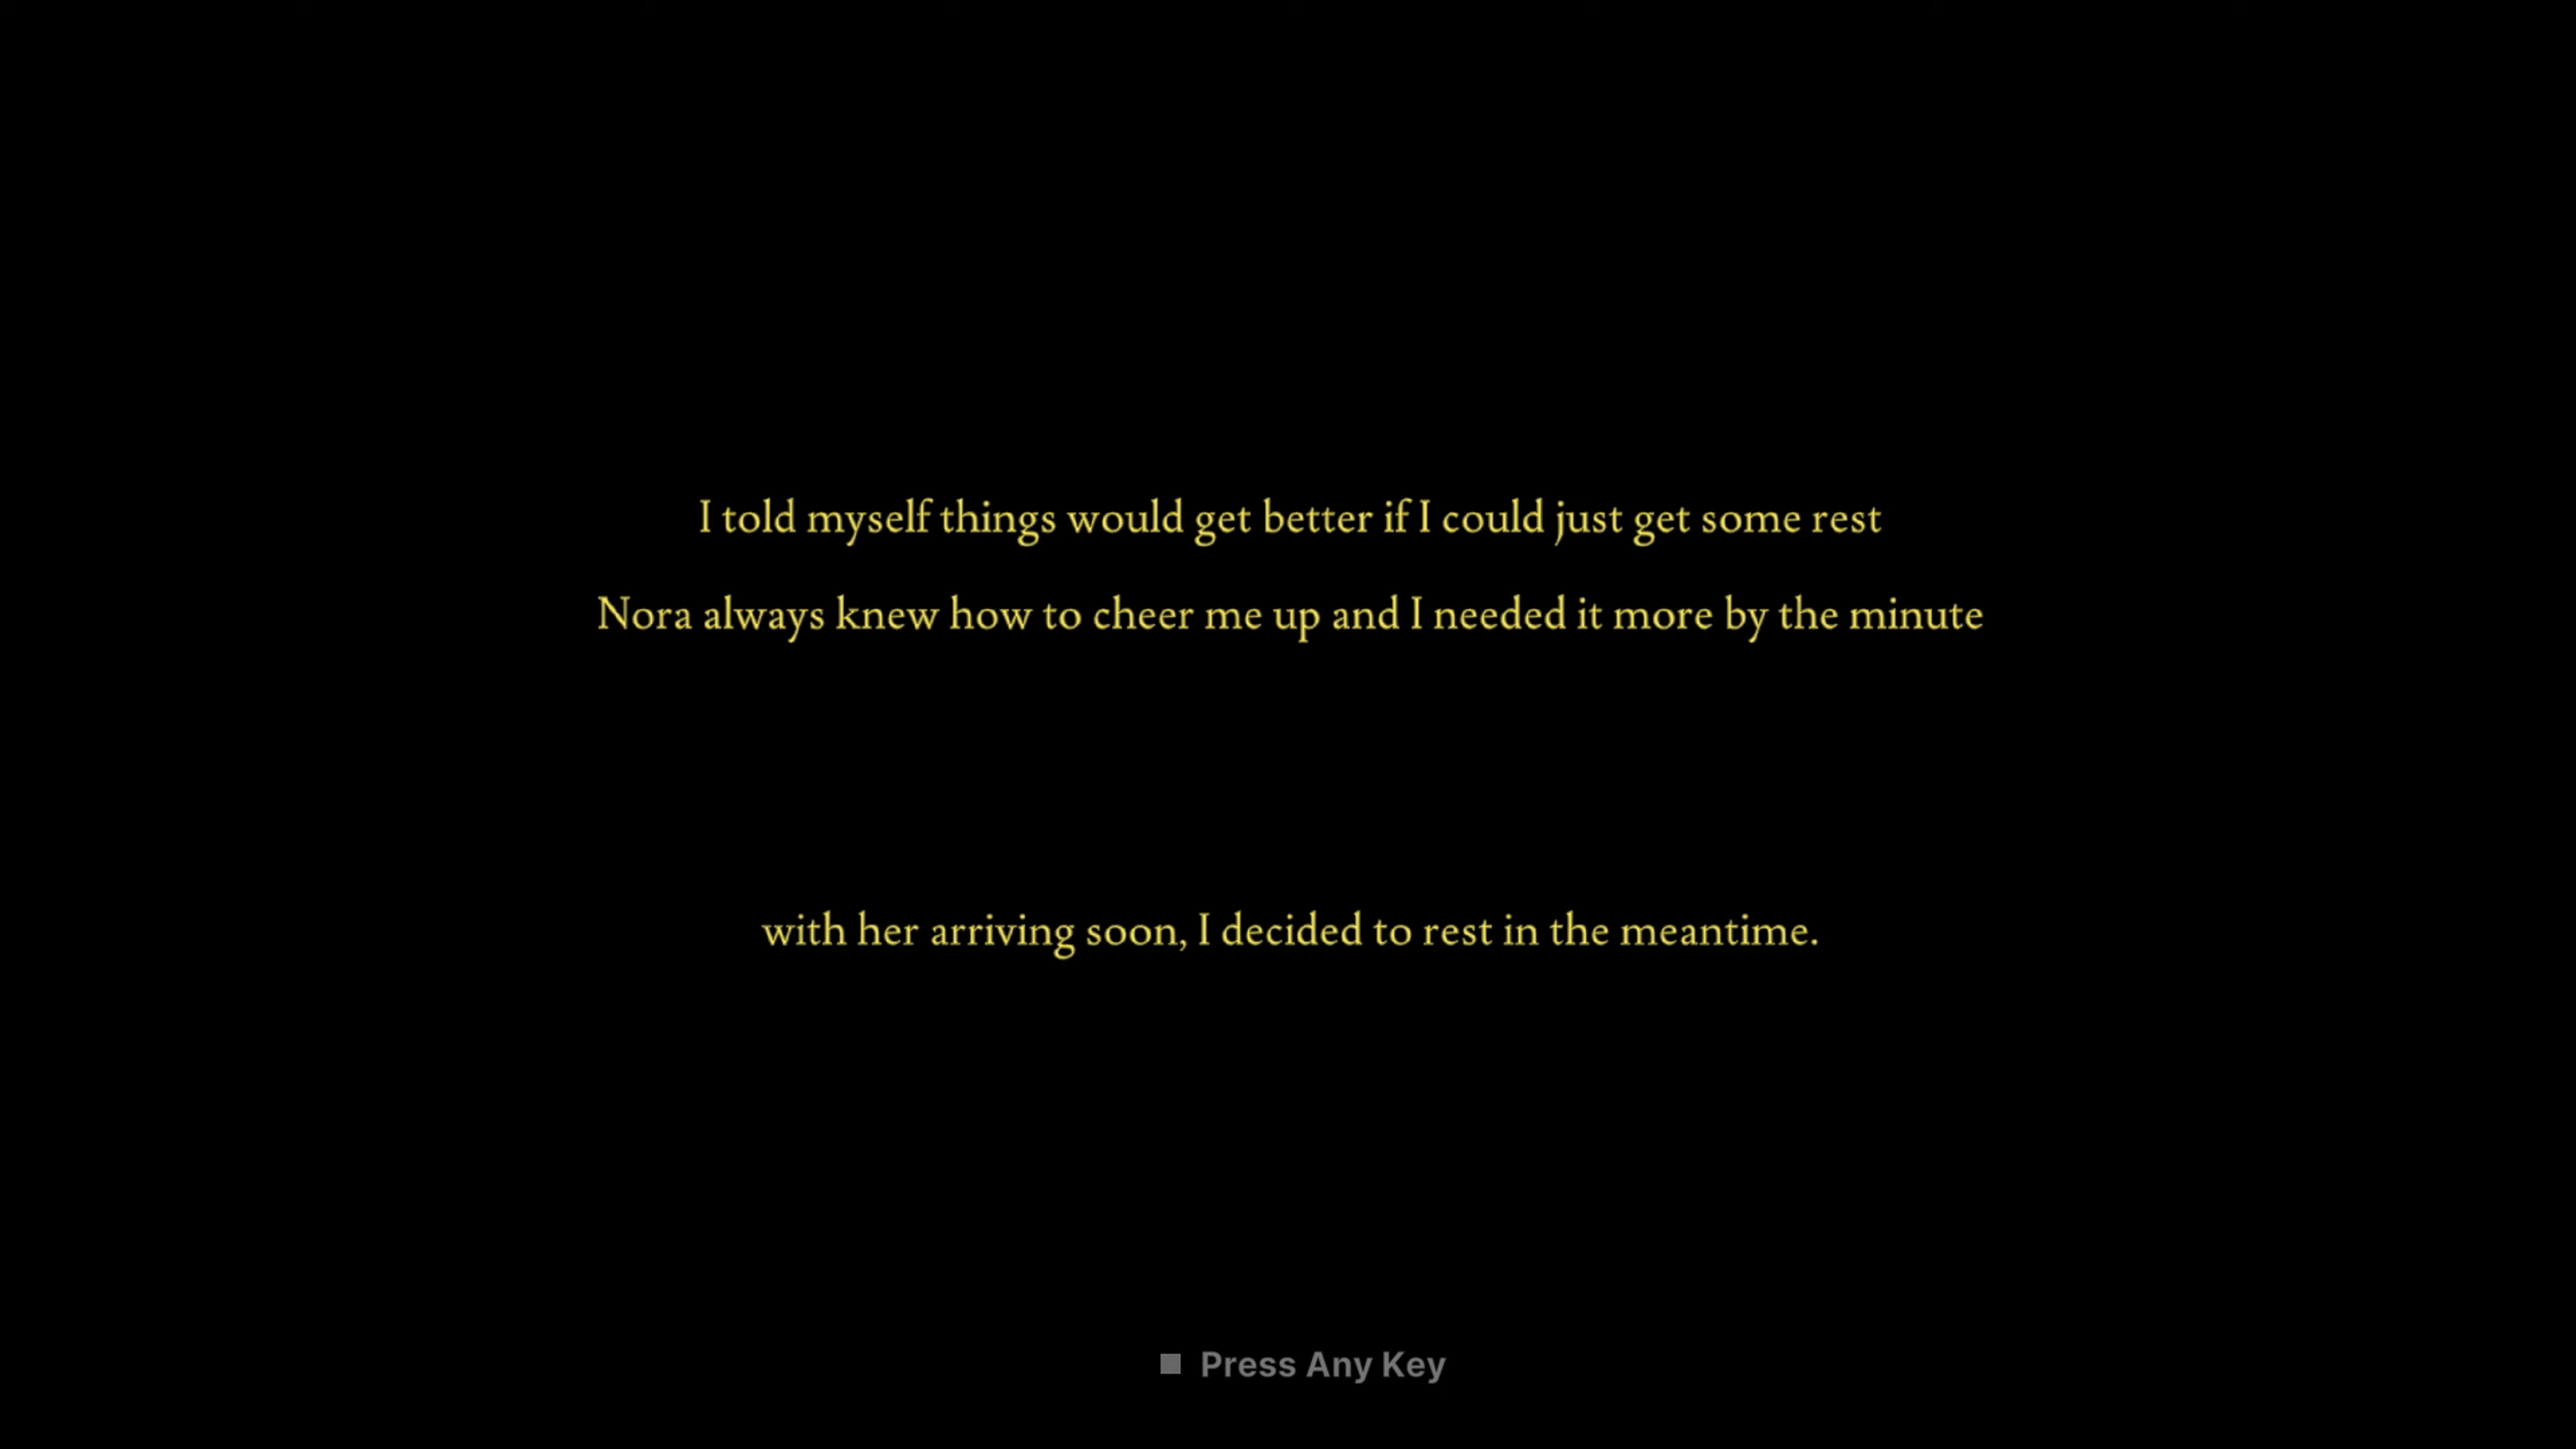 I told myself things would get better if I could just get some rest
Nora always knew how to cheer me up and I needed it more by the minute
with her arriving soon, I decided to rest in the meantime.
Press Any Key